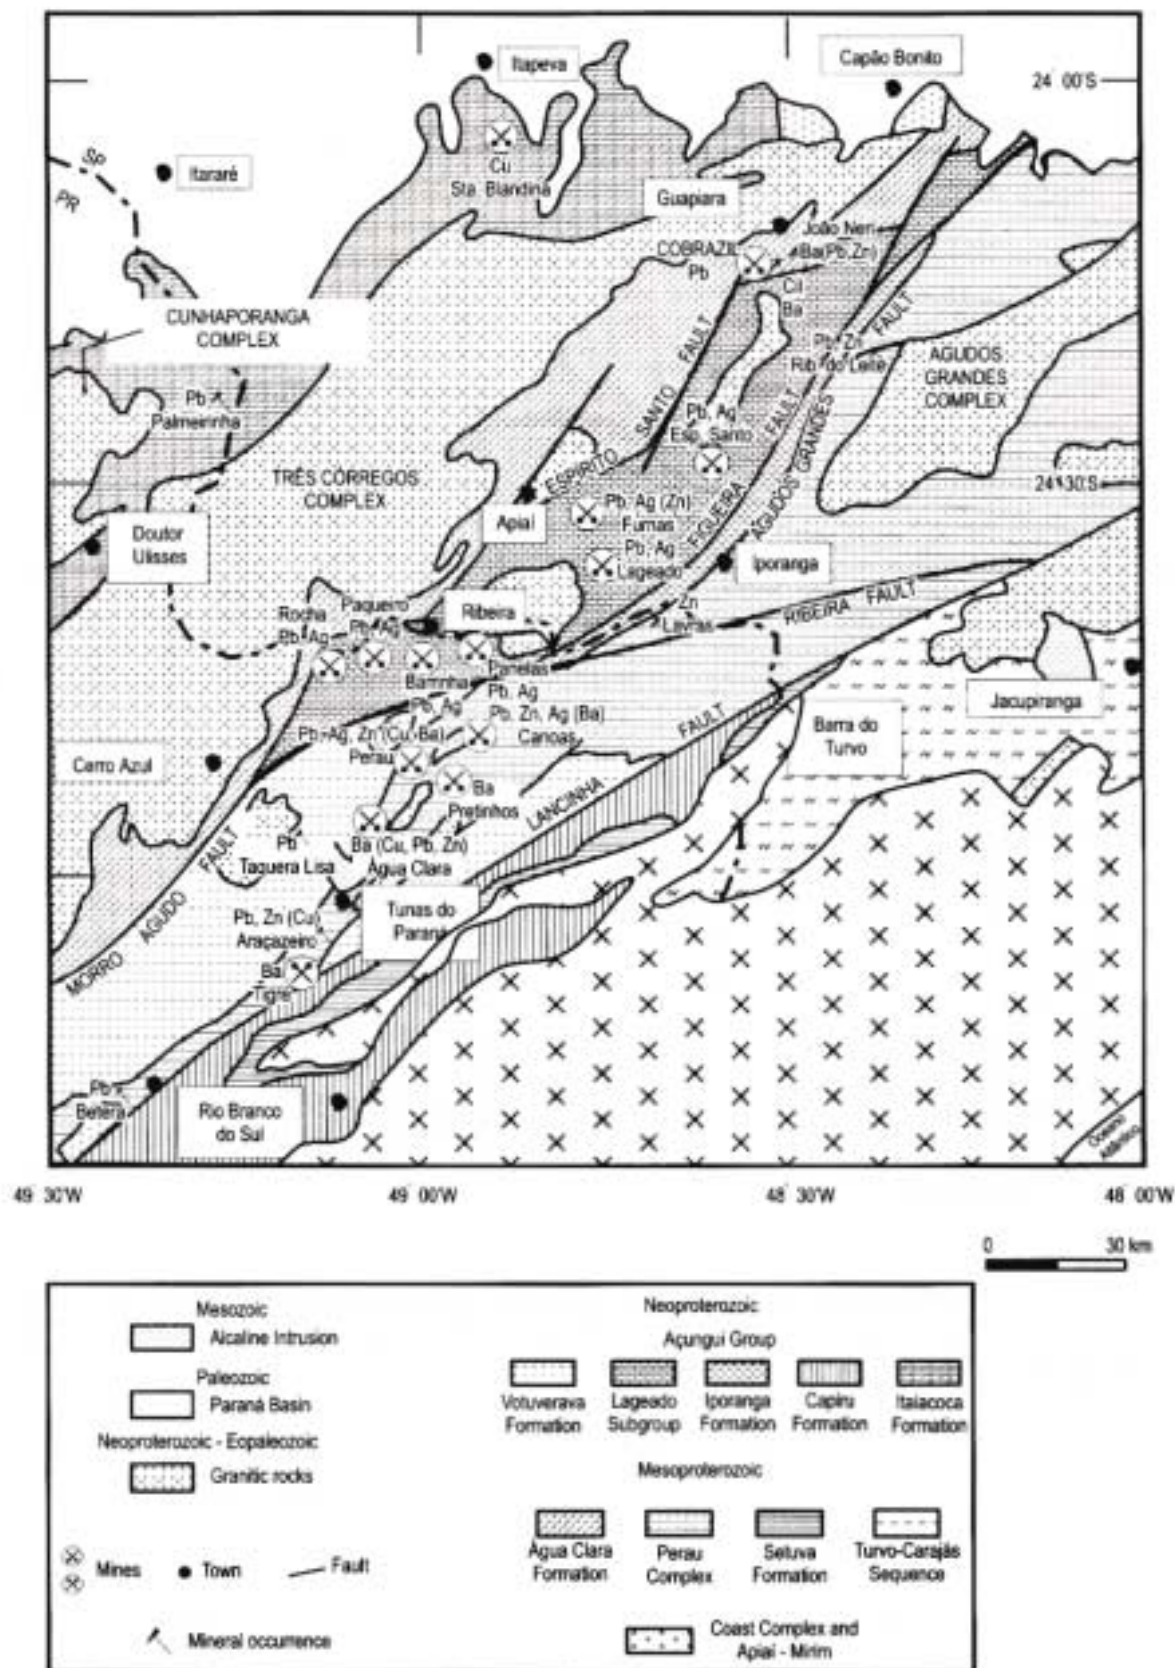 Itapeva
Capão Bonito
24° 00'S
SP
PR
Itararé
Cu
Sta. Blandina
Guapiara
João Neri
Ba(Pb,Zn)
COBRAZIL
Pb
Ba
CUNHAPORANGA
COMPLEX
FAULT
FAULT
Pb, Zn
Rib. do Leite
AGUDOS
GRANDES
COMPLEX
Pb
Palmeirinha
SANTO
Pb, Ag
Esp. Santo
FAULT
TRÊS CÓRREGOS
COMPLEX
ESPIRITO
AGUDOS GRANDES
24° 30'S
Apiaí
Pb, Ag (Zn)
Furnas
FIGUEIRA
Doutor
Ulisses
Pb, Ag
Lageado
Iporanga
Rocha
Pb, Ag
Paqueiro
Pb, Ag
Ribeira
Zn
Lavras
RIBEIRA FAULT
Barrinha
Pb, Ag
Panelas
Pb, Ag
Jacupiranga
Pb, Zn, Ag (Ba)
Canoas
FAULT
Barra do
Turvo
Pb, Ag, Zn (Cu, Ba)
Perau
Cerro Azul
Ba
Pretinhos
LANCINHA
Pb
Taquera Lisa
Ba (Cu, Pb, Zn)
Água Clara
FAULT
AGUDO
MORRO
Tunas do
Paraná
Pb, Zn (Cu)
Araçazeiro
Ba
Tigre
Pb
Betera
Rio Branco
do Sul
Oceano
Atlântico
49° 30'W
49° 00'W
48° 30'W
48° 00'W
0 30 km
Mesozoic
Alcaline Intrusion
Paleozoic
Paraná Basin
Neoproterozoic - Eopaleozoic
Granitic rocks
Mines
Town
Fault
Mineral occurrence
Neoproterozoic
Açungui Group
Votuverava
Formation
Lageado
Subgroup
Iporanga
Formation
Capiru
Formation
Itaiacoca
Formation
Mesoproterozoic
Água Clara
Formation
Perau
Complex
Setuva
Formation
Turvo-Carajás
Sequence
Coast Complex and
Apiaí - Mirim